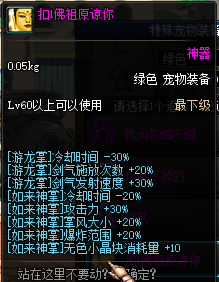 扣1佛祖原谅你
神器
0.05kg
绿色 宠物装备
Lv60以上可以使用
最下级
[游龙掌]冷却时间 -30%
[游龙掌]剑气施放次数 +20%
[游龙掌]剑气发射速度 +30%
[如来神掌]冷却时间 -20%
[如来神掌]攻击力 +30%
[如来神掌]掌风大小 +20%
[如来神掌]爆炸范围 +20%
[如来神掌]无色小晶块消耗量 +10
站在这里不要动?
确定?